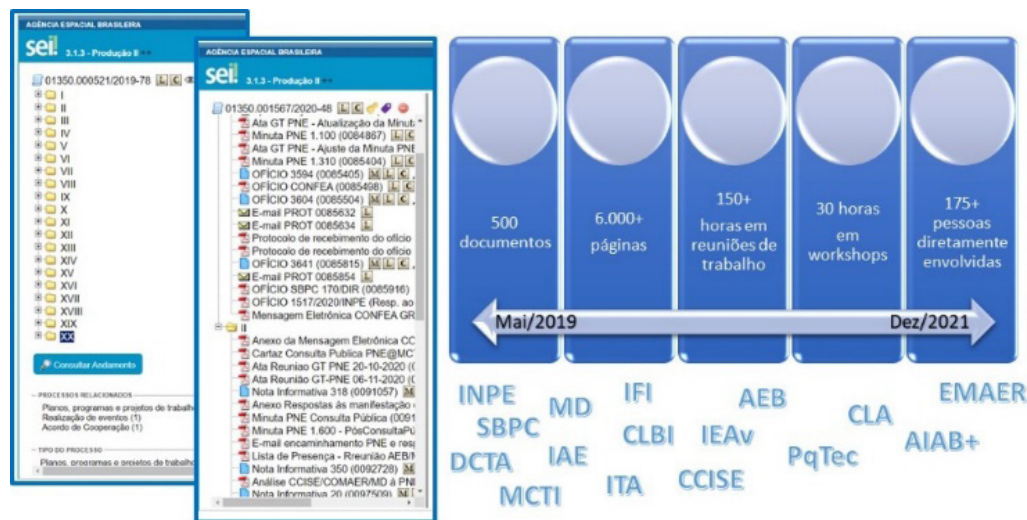 AGÊNCIA ESPACIAL BRASILEIRA
sei! 3.1.3 - Produção II
01350.000521/2019-78 L C
I
II
III
IV
V
VI
VII
VIII
IX
X
XI
XII
XIII
XIV
XV
XVI
XVII
XVIII
XIX
XX
Consultar Andamento
PROCESSOS RELACIONADOS
Planos, programas e projetos de trabalho
Realização de eventos (1)
Acordo de Cooperação (1)
TIPO DO PROCESSO
Planos, programas e projetos de trabalho
AGÊNCIA ESPACIAL BRASILEIRA
sei! 3.1.3 - Produção II
01350.001567/2020-48 L C
Ata GT PNE - Atualização da Minut
Minuta PNE 1.100 (0084867) L C
Ata GT PNE - Ajuste da Minuta PNE
Minuta PNE 1.310 (0085404) L C
OFÍCIO 3594 (0085405) M L C
OFÍCIO CONFEA (0085498) L C
OFÍCIO 3604 (0085504) M L C
E-mail PROT 0085632 L
E-mail PROT 0085634 L
Protocolo de recebimento do ofício
Protocolo de recebimento do ofício
OFÍCIO 3641 (0085815) M L C
E-mail PROT 0085854 L
OFICIO SBPC 170/DIR (0085916)
OFÍCIO 1517/2020/INPE (Resp. ao
Mensagem Eletrônica CONFEA GR
II
Anexo da Mensagem Eletrônica CC
Cartaz Consulta Publica PNE@MC
Ata Reuniao GT PNE 20-10-2020 (
Ata Reunião GT-PNE 06-11-2020 (
Nota Informativa 318 (0091057) M
Anexo Respostas às manifestação
Minuta PNE Consulta Pública (0091
Minuta PNE 1.600 - PósConsultaPú
E-mail encaminhamento PNE e resp
Lista de Presença - Rreunião AEB/
Nota Informativa 350 (0092728) M
Análise CCISE/COMAER/MD à PN
Nota Informativa 20 (0097509) M
500
documentos
6.000+
páginas
150+
horas em
reuniões de
trabalho
30 horas
em
workshops
175+
pessoas
diretamente
envolvidas
Mai/2019 Dez/2021
INPE MD IFI AEB CLA EMAER
SBPC CLBI IEAv AIAB+
DCTA IAE PqTec
MCTI ITA CCISE